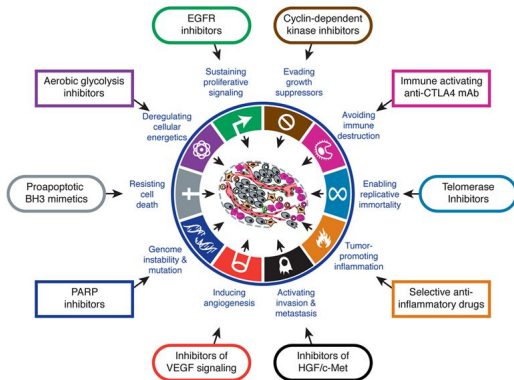 EGFR
inhibitors
Cyclin-dependent
kinase inhibitors
Sustaining
proliferative
signaling
Evading
growth
suppressors
Aerobic glycolysis
inhibitors
Immune activating
anti-CTLA4 mAb
Deregulating
cellular
energetics
Avoiding
immune
destruction
Proapoptotic
BH3 mimetics
Resisting
cell
death
Enabling
replicative
immortality
Telomerase
Inhibitors
Genome
instability &
mutation
Tumor-
promoting
inflammation
PARP
inhibitors
Inducing
angiogenesis
Activating
invasion &
metastasis
Selective anti-
inflammatory drugs
Inhibitors of
VEGF signaling
Inhibitors of
HGF/c-Met